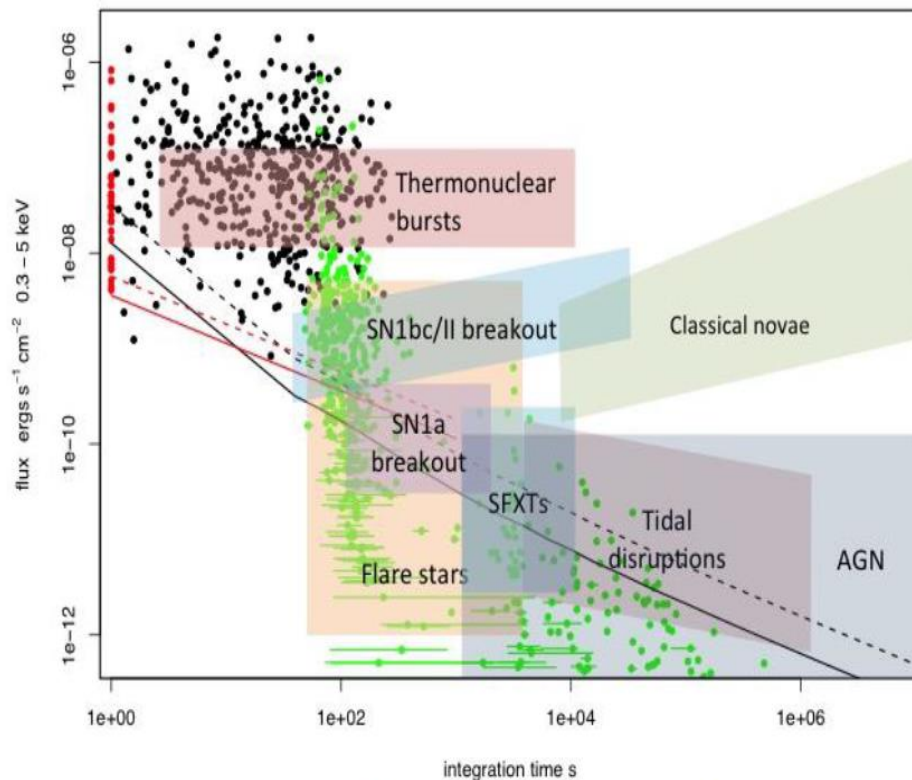 1e-06
1e-08
1e-10
1e-12
flux ergs s⁻¹ cm⁻² 0.3 – 5 keV
Thermonuclear
bursts
SN1bc/II breakout
Classical novae
SN1a
breakout
SFXTs
Tidal
disruptions
AGN
Flare stars
1e+00
1e+02
1e+04
1e+06
integration time s